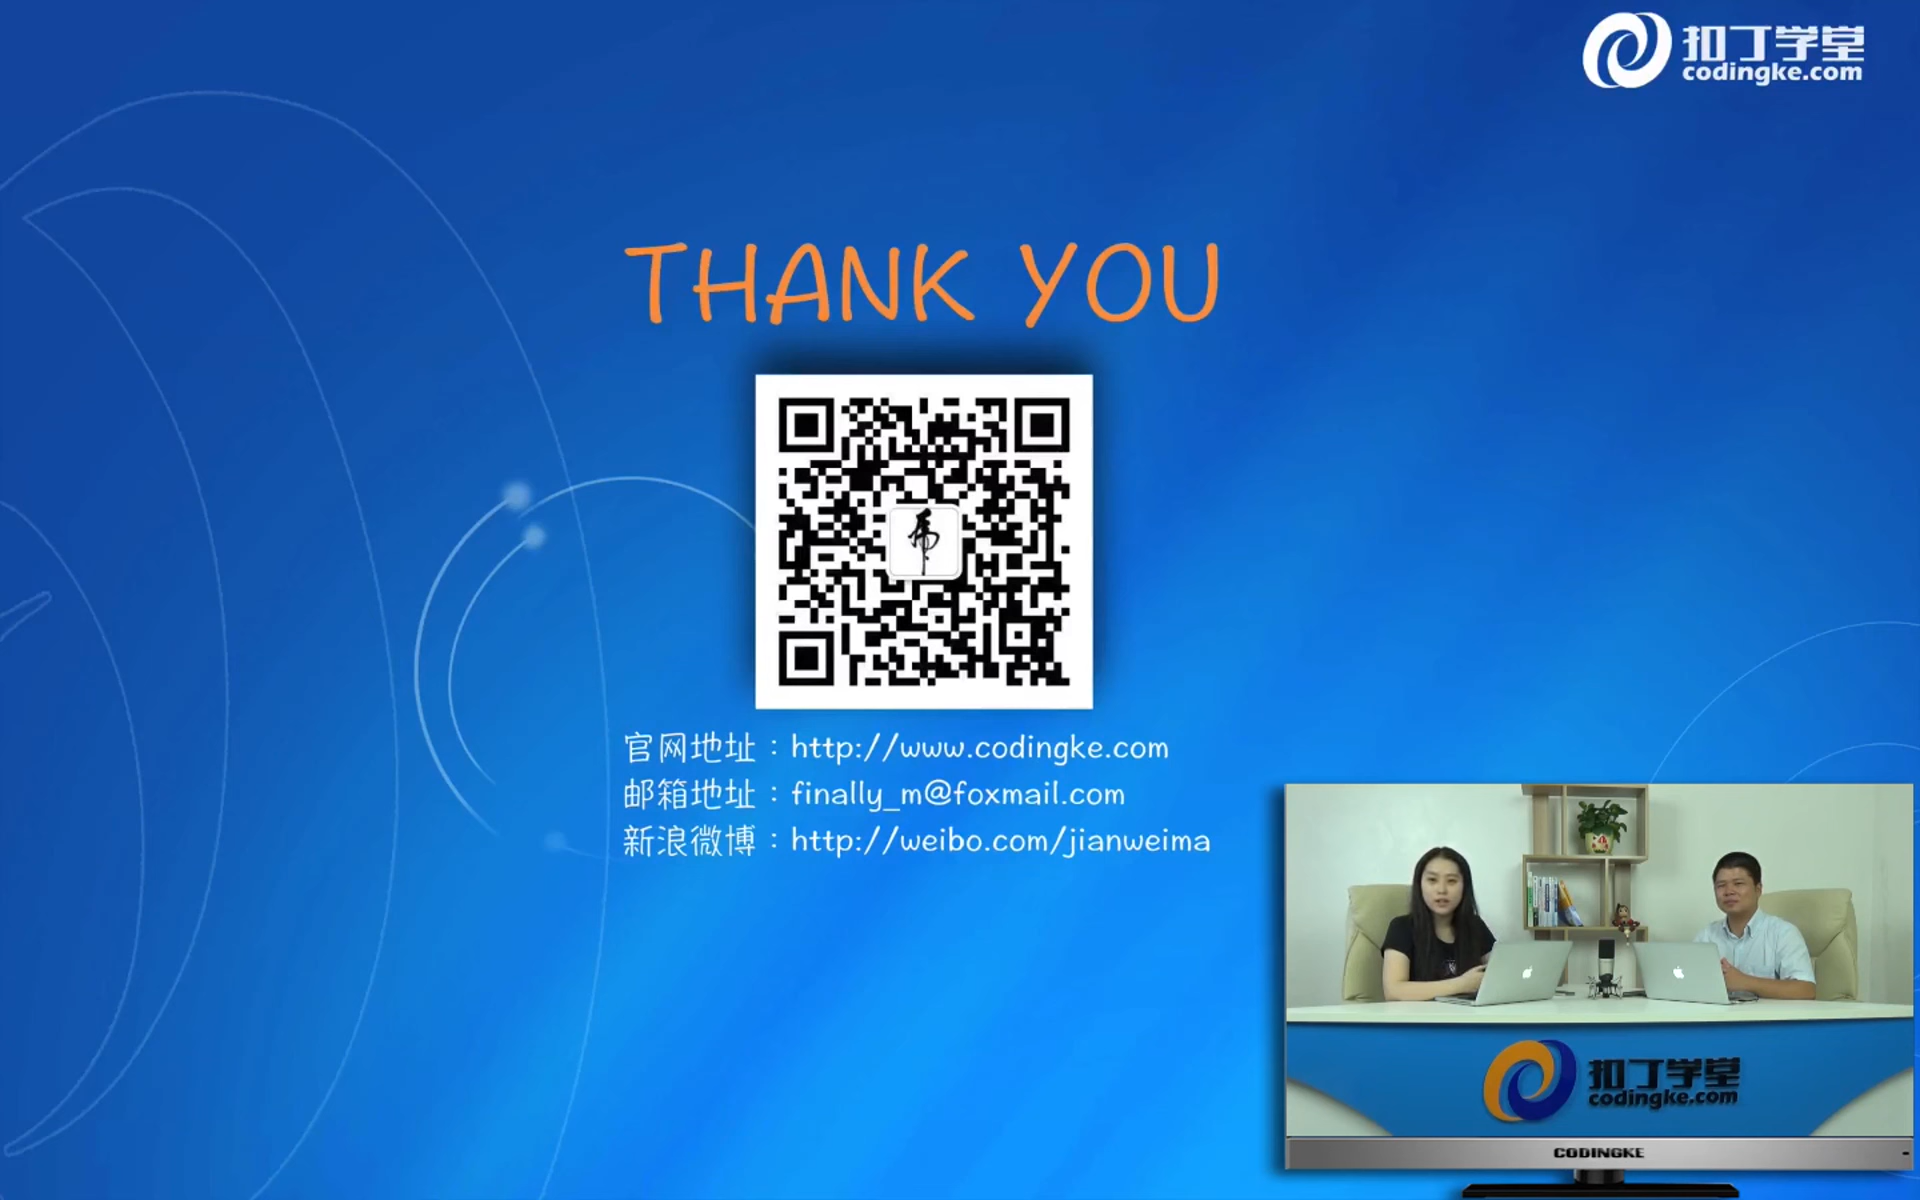 扣丁学堂
codingke.com
THANK YOU
官网地址：http://www.codingke.com
邮箱地址：finally_m@foxmail.com
新浪微博：http://weibo.com/jianweima
扣丁学堂
codingke.com
CODINGKE